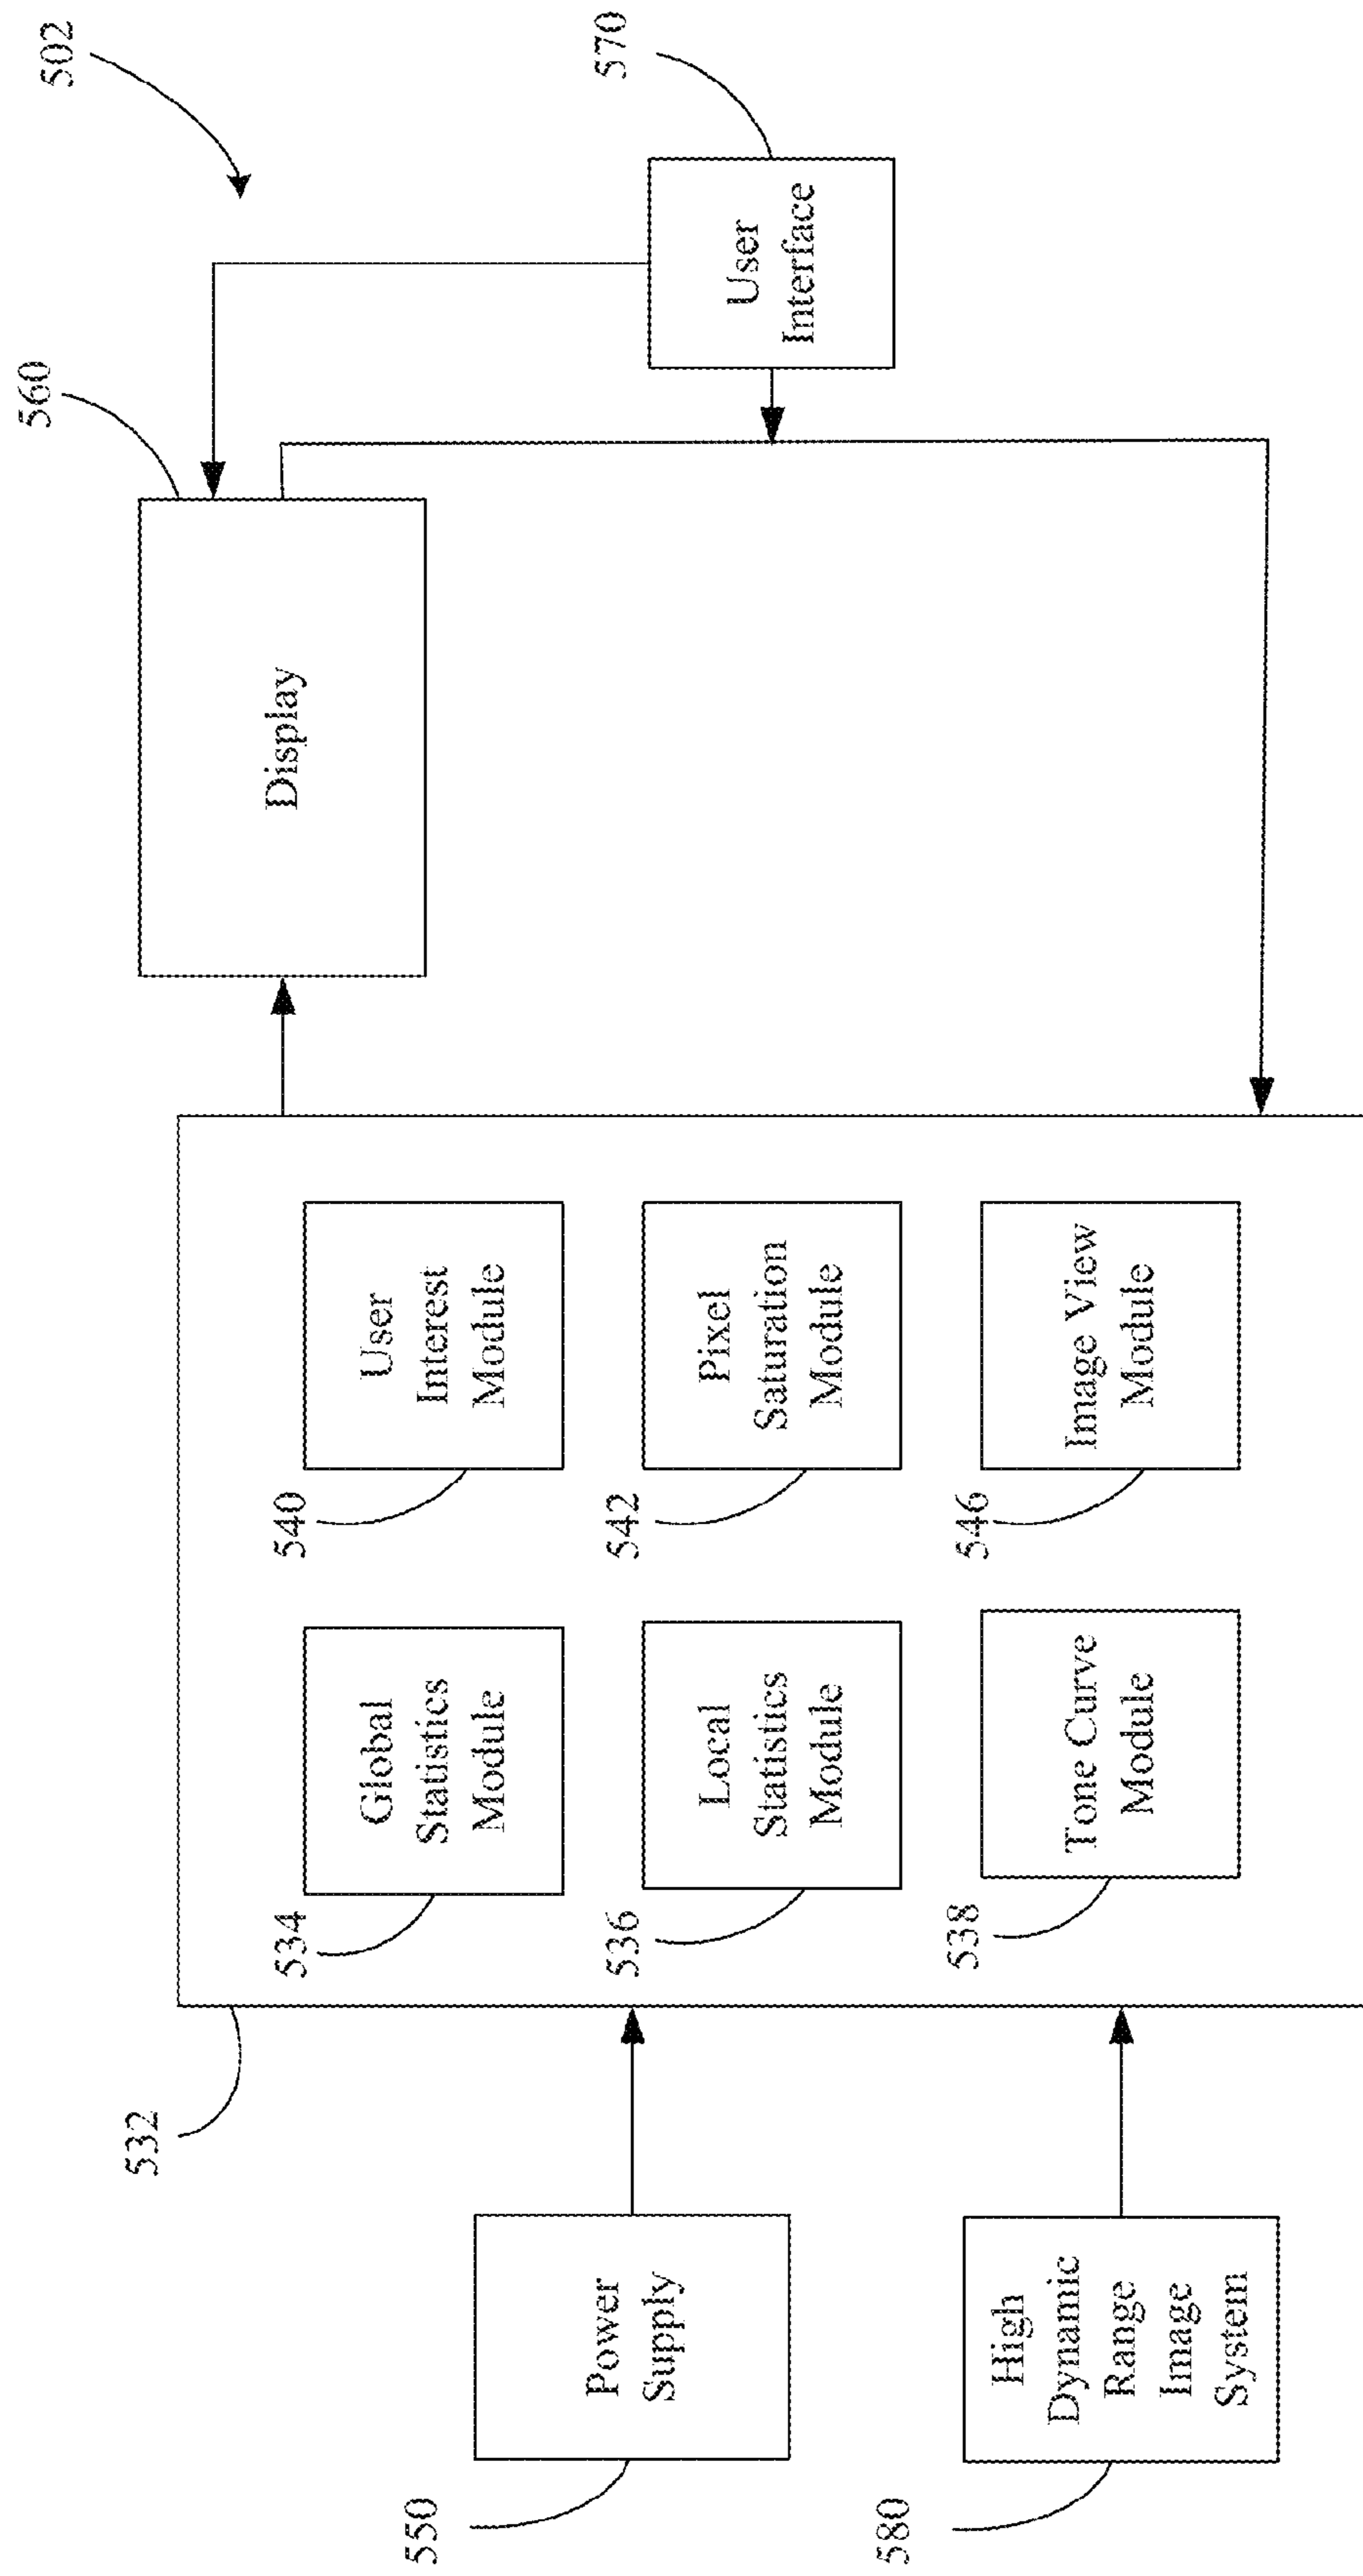 502
560
Display
570
User
Interface
532
534
Global
Statistics
Module
540
User
Interest
Module
536
Local
Statistics
Module
542
Pixel
Saturation
Module
538
Tone Curve
Module
546
Image View
Module
550
Power
Supply
580
High
Dynamic
Range
Image
System